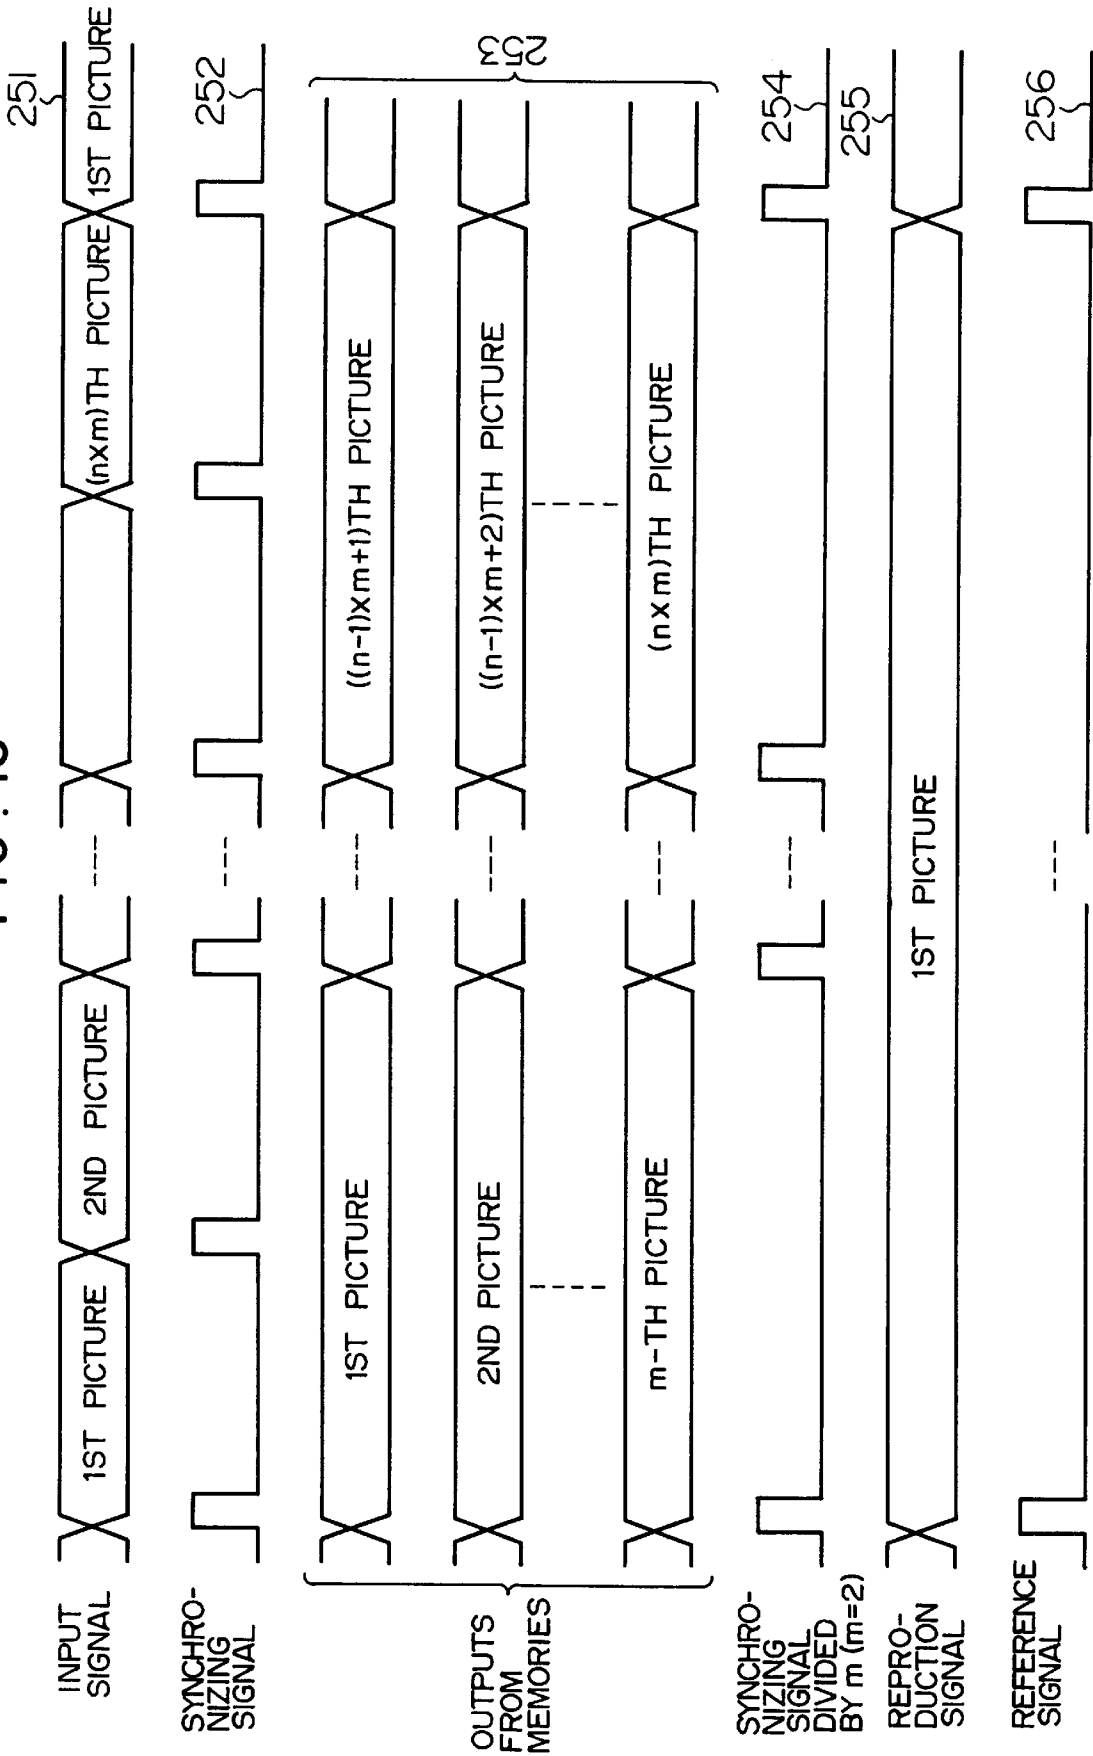 INPUT
SIGNAL
1ST PICTURE
2ND PICTURE
(n×m)TH PICTURE
1ST PICTURE
251
SYNCHRO-
NIZING
SIGNAL
252
OUTPUTS
FROM
MEMORIES
1ST PICTURE
((n-1)×m+1)TH PICTURE
2ND PICTURE
((n-1)×m+2)TH PICTURE
m-TH PICTURE
(n×m)TH PICTURE
253
SYNCHRO-
NIZING
SIGNAL
DIVIDED
BY m (m=2)
254
REPRO-
DUCTION
SIGNAL
1ST PICTURE
255
REFERENCE
SIGNAL
256